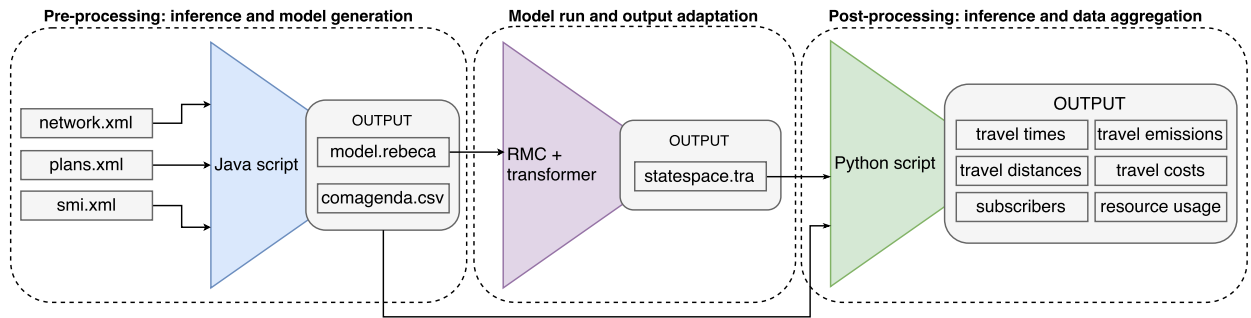 Pre-processing: inference and model generation
network.xml
plans.xml
smi.xml
Java script
OUTPUT
model.rebeca
comagenda.csv
Model run and output adaptation
RMC +
transformer
OUTPUT
statespace.tra
Post-processing: inference and data aggregation
Python script
OUTPUT
travel times
travel emissions
travel distances
travel costs
subscribers
resource usage